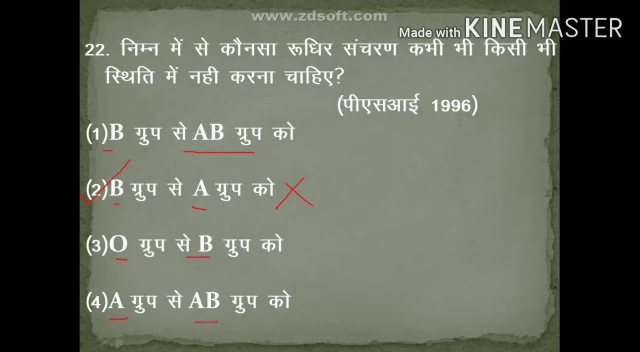 www.zdsoft.com
Made with KINEMASTER
22. निम्न में से कौनसा रूधिर संचरण कभी भी किसी भी
स्थिति में नही करना चाहिए?
(पीएसआई 1996)
(1)B ग्रुप से AB ग्रुप को
(2)B ग्रुप से A ग्रुप को
(3)O ग्रुप से B ग्रुप को
(4)A ग्रुप से AB ग्रुप को